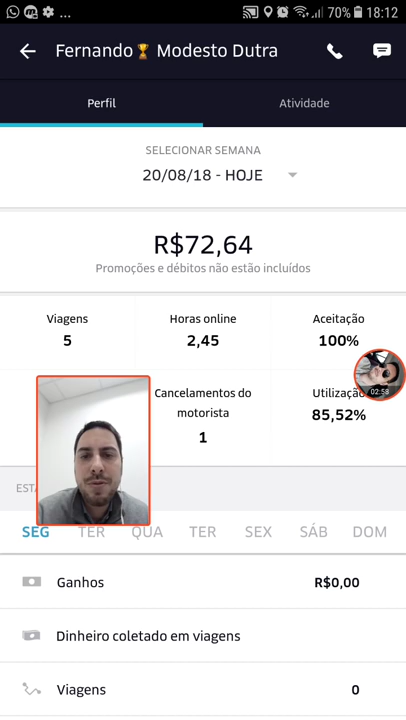 ... 70% 18:12
Fernando🏆 Modesto Dutra
Perfil Atividade
SELECIONAR SEMANA
20/08/18 - HOJE
R$72,64
Promoções e débitos não estão incluídos
Viagens Horas online Aceitação
5 2,45 100%
02:58
Cancelamentos do Utilização
motorista 85,52%
1
ESTA
SEG TER QUA TER SEX SÁB DOM
Ganhos R$0,00
Dinheiro coletado em viagens
Viagens 0